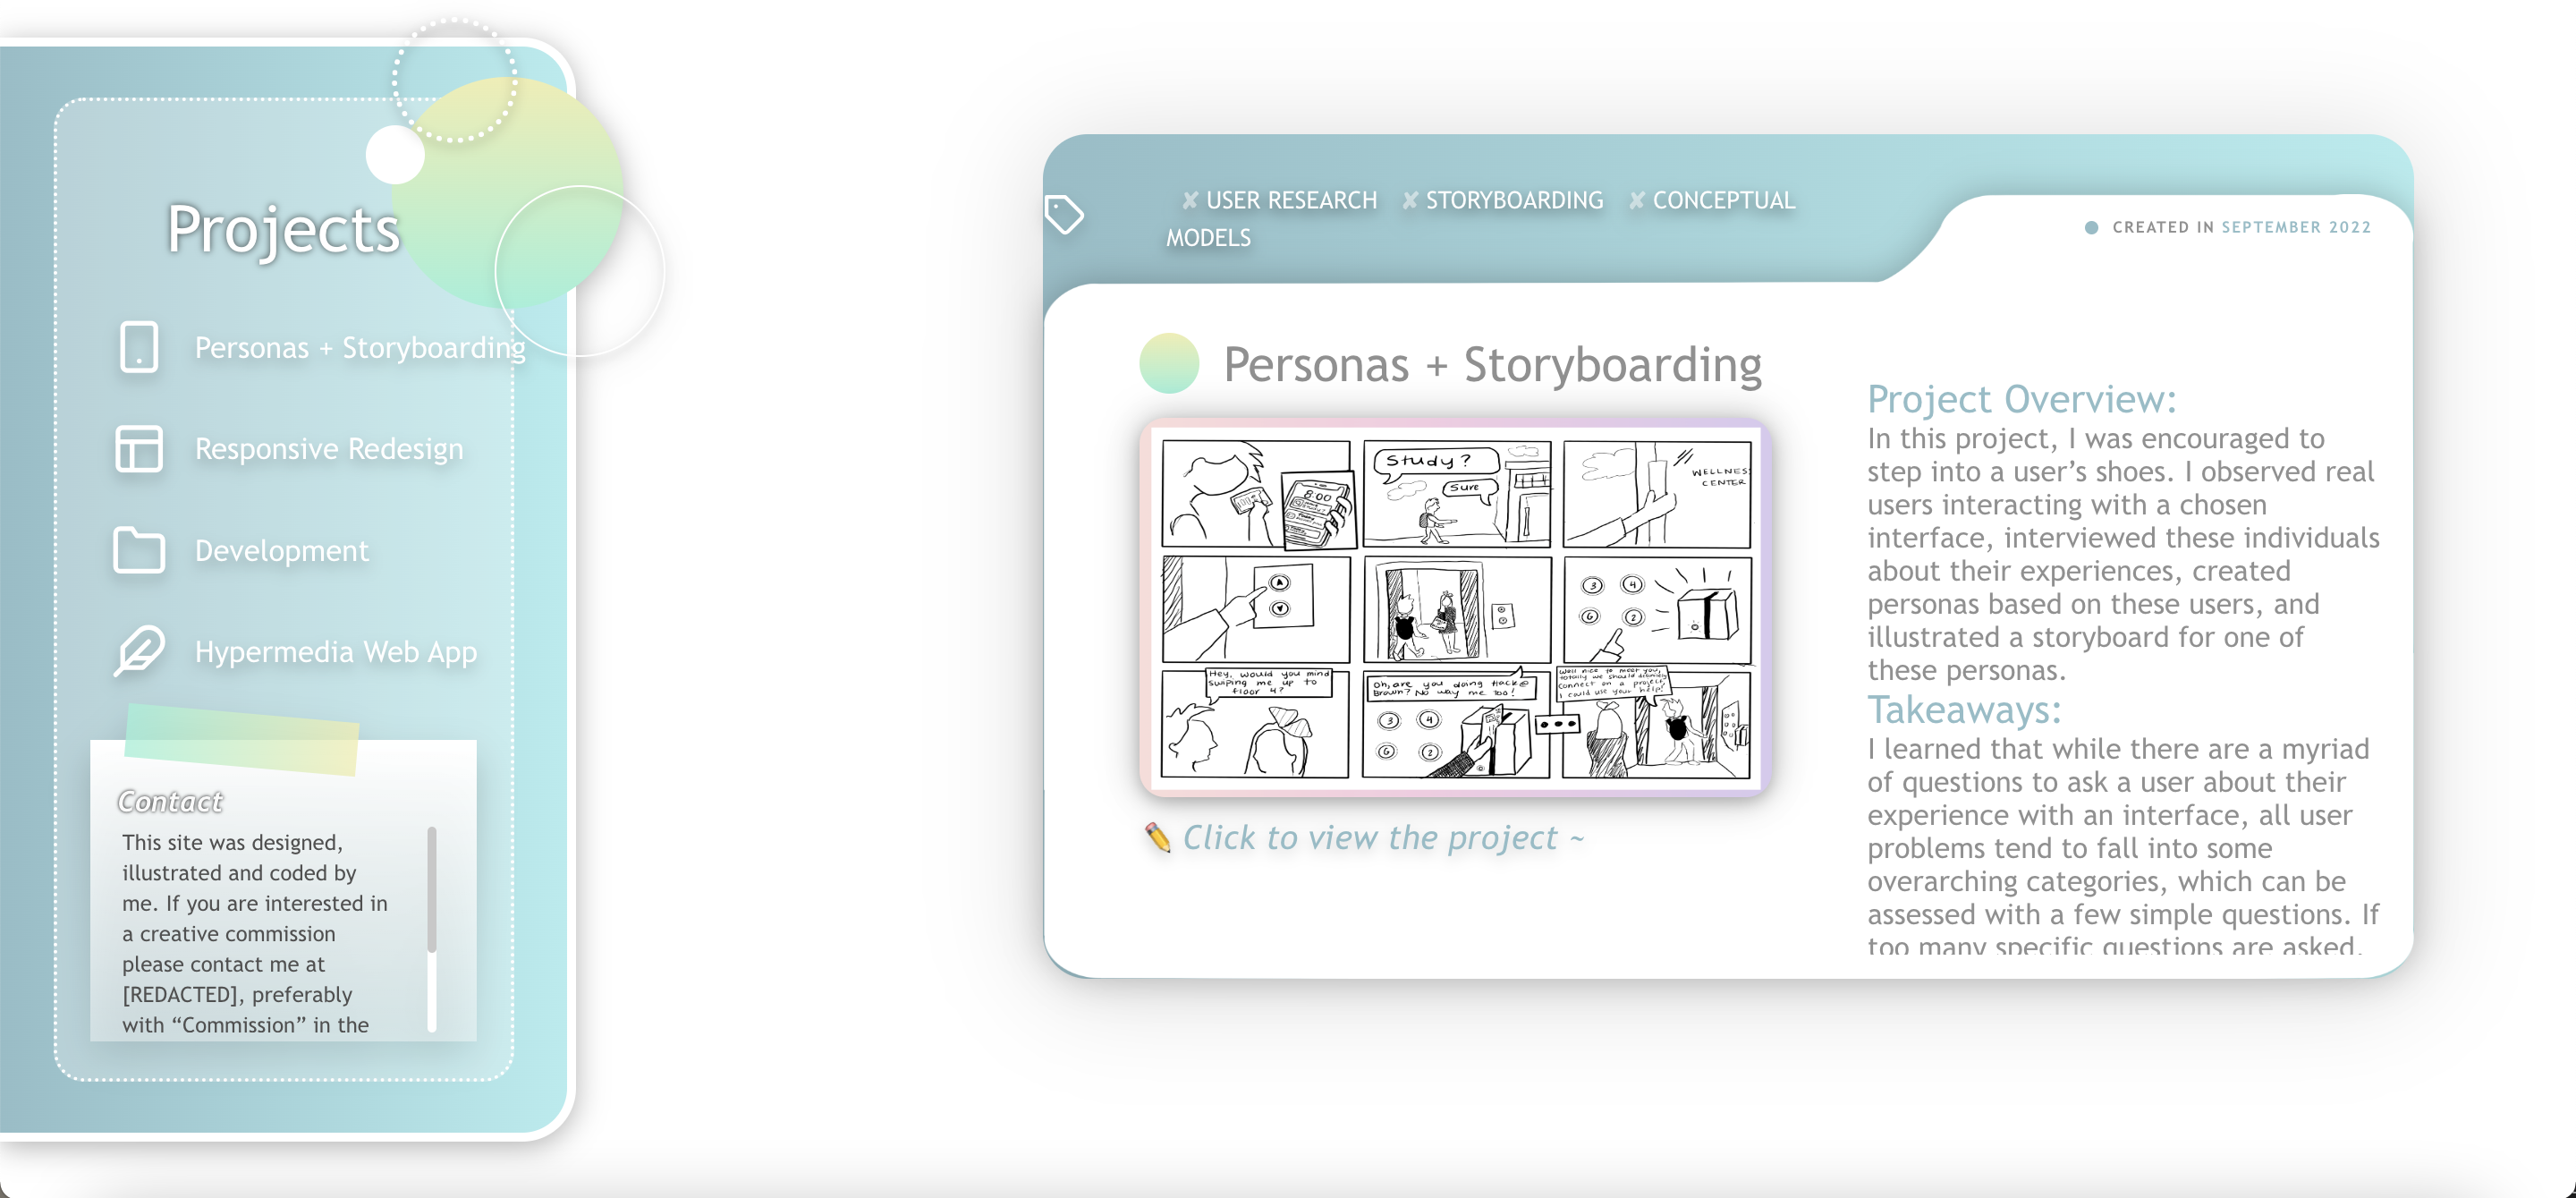 Projects
Personas + Storyboarding
Responsive Redesign
Development
Hypermedia Web App
Contact
This site was designed,
illustrated and coded by
me. If you are interested in
a creative commission
please contact me at
[REDACTED], preferably
with “Commission” in the
✘ USER RESEARCH ✘ STORYBOARDING ✘ CONCEPTUAL
MODELS
CREATED IN SEPTEMBER 2022
Personas + Storyboarding
8:00
Study?
Sure
WELLNESS
CENTER
3 4
6 2
Hey, would you mind
swiping me up to
floor 4?
Oh, are you doing Hack@
Brown? No way me too!
3 4
6 2
Well nice to meet you,
totally we should
connect on a project,
I could use your help!
✏️ Click to view the project ~
Project Overview:
In this project, I was encouraged to
step into a user’s shoes. I observed real
users interacting with a chosen
interface, interviewed these individuals
about their experiences, created
personas based on these users, and
illustrated a storyboard for one of
these personas.
Takeaways:
I learned that while there are a myriad
of questions to ask a user about their
experience with an interface, all user
problems tend to fall into some
overarching categories, which can be
assessed with a few simple questions. If
too many specific questions are asked,